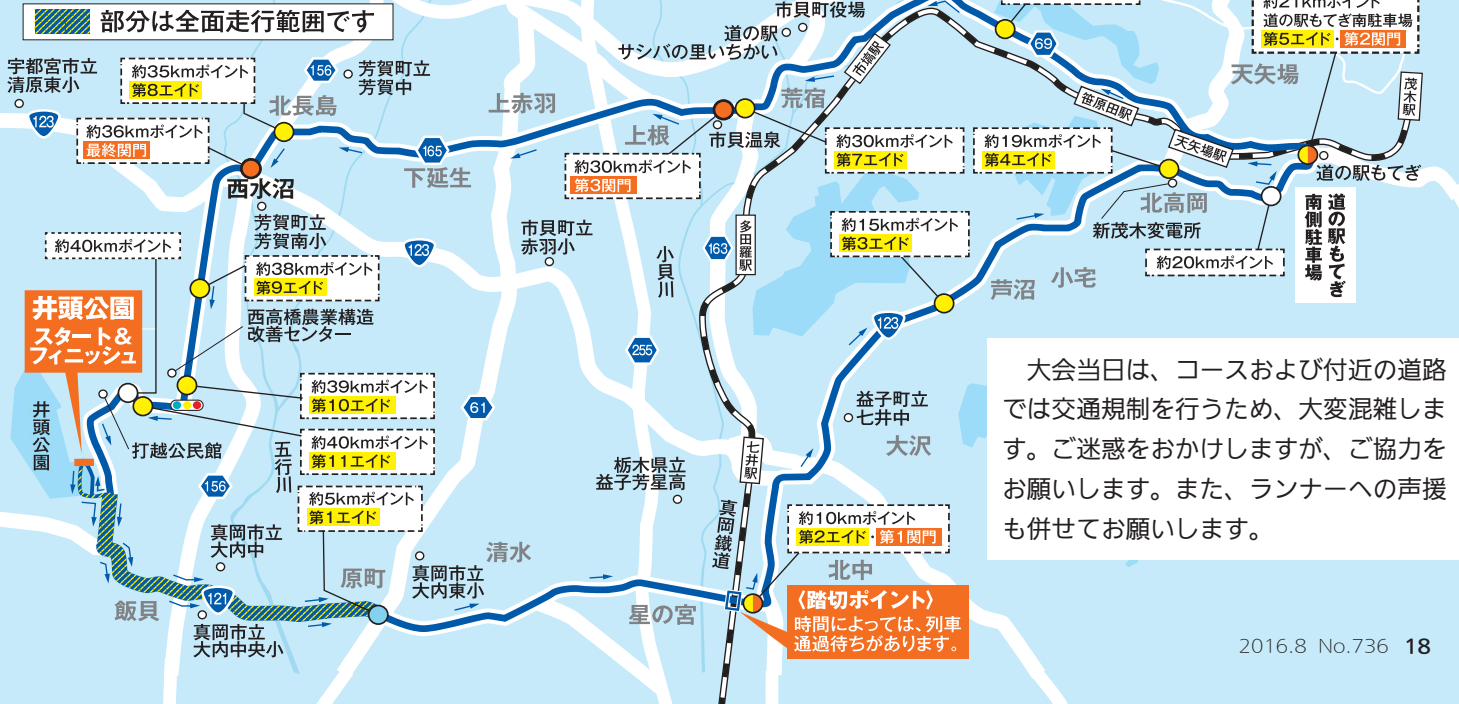 部分は全面走行範囲です
市貝町役場
道の駅
サシバの里いちかい
市塙駅
69
約21kmポイント
道の駅もてぎ南駐車場
第5エイド・第2関門
天矢場
茂木駅
笹原田駅
天矢場駅
宇都宮市立
清原東小
123
約35kmポイント
第8エイド
156
芳賀町立
芳賀中
北長島
上赤羽
上根
荒宿
約36kmポイント
最終関門
西水沼
165
下延生
市貝温泉
約30kmポイント
第3関門
約30kmポイント
第7エイド
約19kmポイント
第4エイド
道の駅もてぎ
道の駅もてぎ
南側駐車場
北高岡
新茂木変電所
約20kmポイント
芳賀町立
芳賀南小
約40kmポイント
123
市貝町立
赤羽小
小貝川
163
多田羅駅
約15kmポイント
第3エイド
芦沼
小宅
約38kmポイント
第9エイド
井頭公園
スタート&
フィニッシュ
西高橋農業構造
改善センター
255
123
約39kmポイント
第10エイド
61
井頭公園
打越公民館
五行川
約40kmポイント
第11エイド
益子町立
七井中
大沢
七井駅
栃木県立
益子芳星高
156
約5kmポイント
第1エイド
真岡鐵道
約10kmポイント
第2エイド・第1関門
北中
真岡市立
大内中
清水
原町
真岡市立
大内東小
飯貝
121
真岡市立
大内中央小
星の宮
〈踏切ポイント〉
時間によっては、列車
通過待ちがあります。
大会当日は、コースおよび付近の道路
では交通規制を行うため、大変混雑しま
す。ご迷惑をおかけしますが、ご協力を
お願いします。また、ランナーへの声援
も併せてお願いします。
2016.8 No.736 18